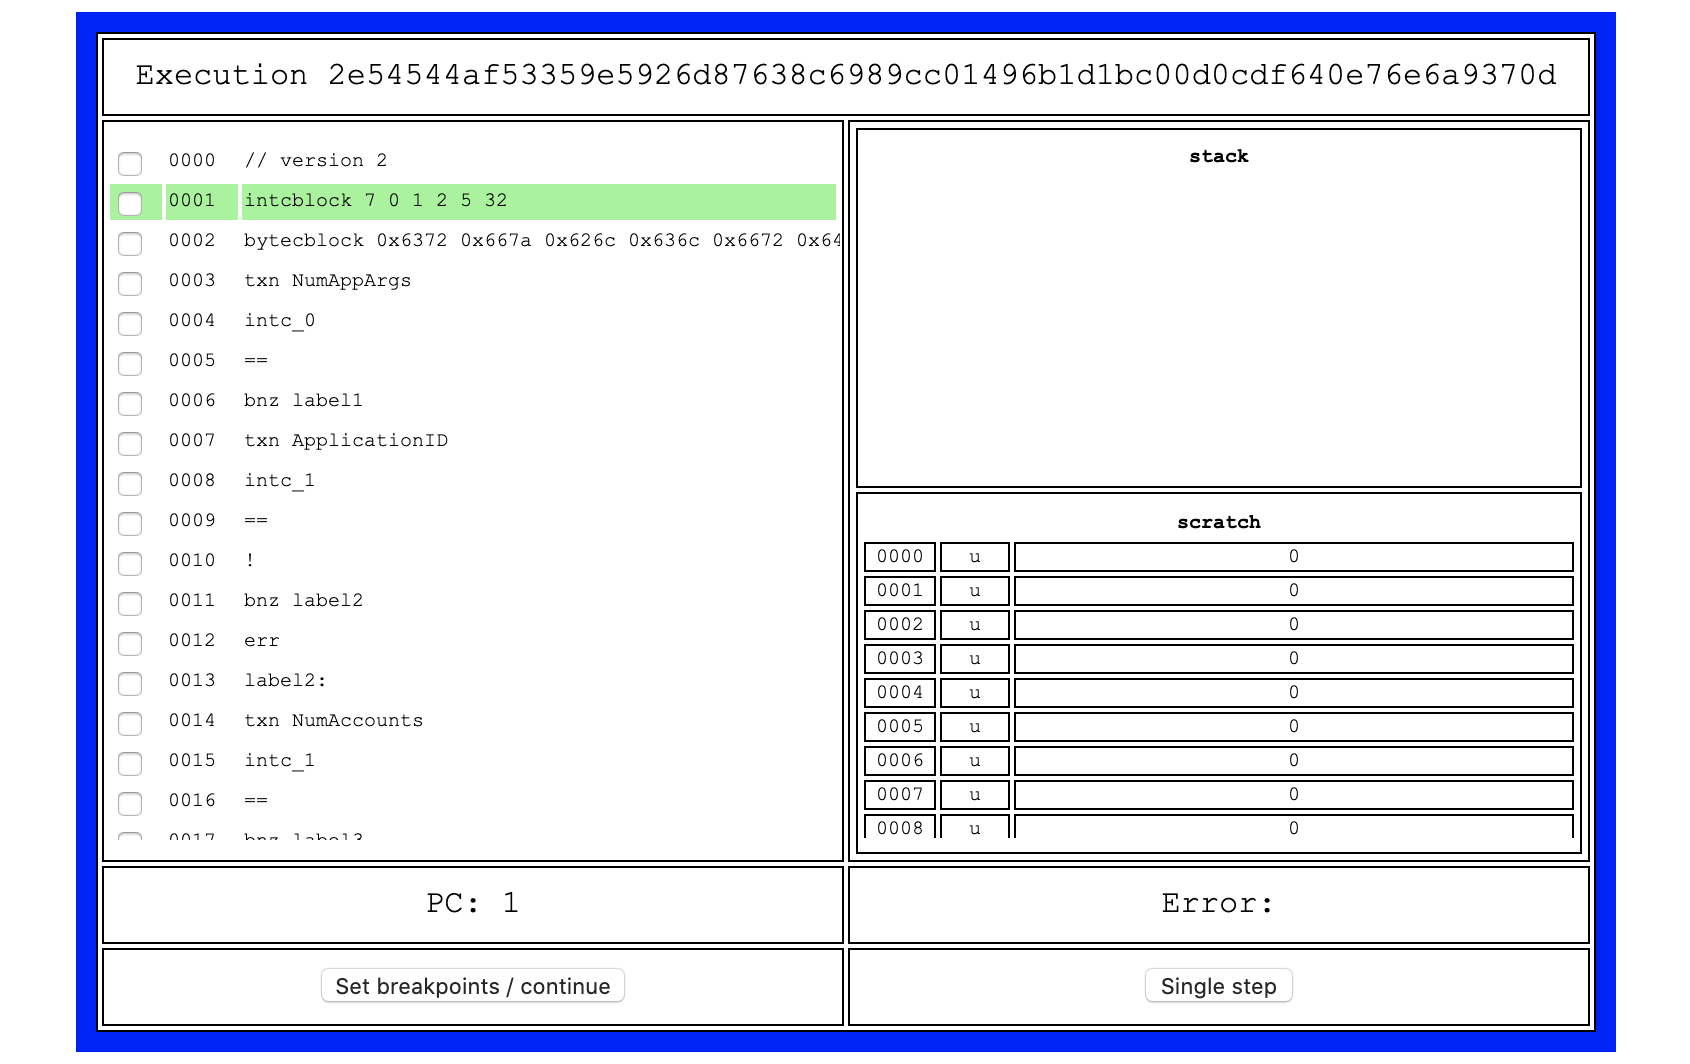 Execution 2e54544af53359e5926d87638c6989cc01496b1d1bc00d0cdf640e76e6a9370d
0000 // version 2
0001 intcblock 7 0 1 2 5 32
0002 bytecblock 0x6372 0x667a 0x626c 0x636c 0x6672 0x64
0003 txn NumAppArgs
0004 intc_0
0005 ==
0006 bnz label1
0007 txn ApplicationID
0008 intc_1
0009 ==
0010 !
0011 bnz label2
0012 err
0013 label2:
0014 txn NumAccounts
0015 intc_1
0016 ==
0017 bnz label3
stack
scratch
0000 u 0
0001 u 0
0002 u 0
0003 u 0
0004 u 0
0005 u 0
0006 u 0
0007 u 0
0008 u 0
PC: 1
Error:
Set breakpoints / continue
Single step